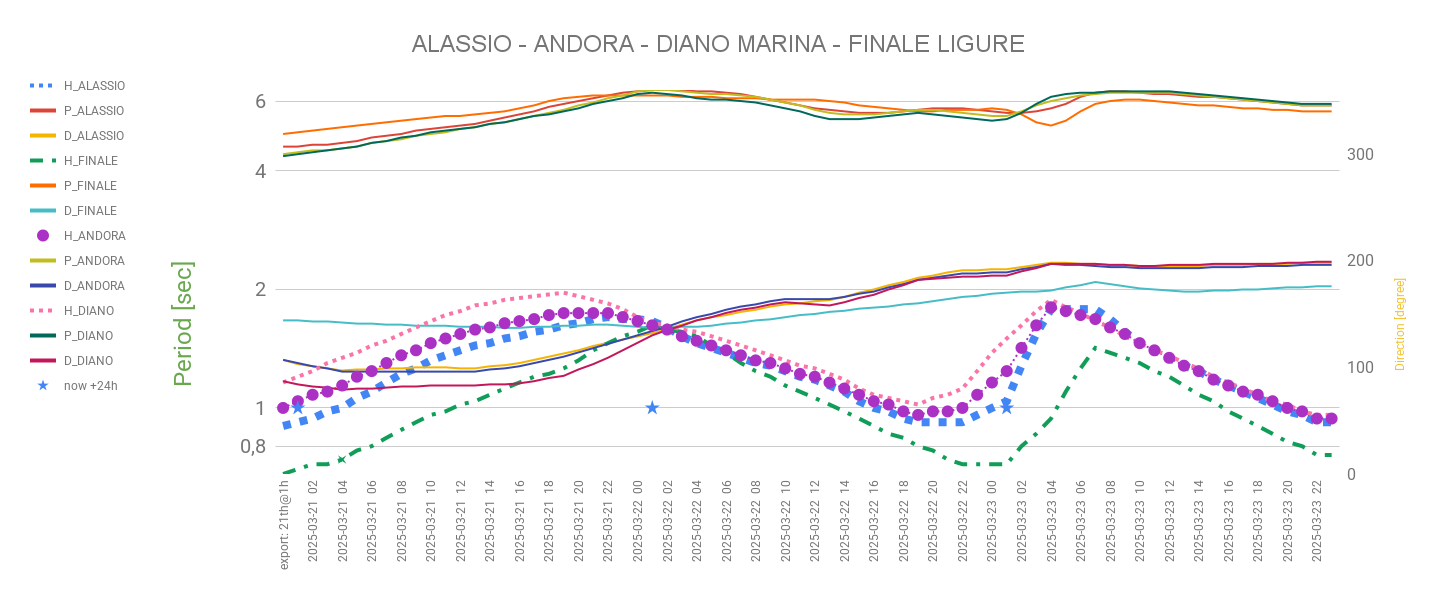 ALASSIO - ANDORA - DIANO MARINA - FINALE LIGURE
H_ALASSIO
P_ALASSIO
D_ALASSIO
H_FINALE
P_FINALE
D_FINALE
H_ANDORA
P_ANDORA
D_ANDORA
H_DIANO
P_DIANO
D_DIANO
now +24h
Period [sec]
6
4
2
1
0,8
300
200
100
0
Direction [degree]
export: 21th@1h
2025-03-21 02
2025-03-21 04
2025-03-21 06
2025-03-21 08
2025-03-21 10
2025-03-21 12
2025-03-21 14
2025-03-21 16
2025-03-21 18
2025-03-21 20
2025-03-21 22
2025-03-22 00
2025-03-22 02
2025-03-22 04
2025-03-22 06
2025-03-22 08
2025-03-22 10
2025-03-22 12
2025-03-22 14
2025-03-22 16
2025-03-22 18
2025-03-22 20
2025-03-22 22
2025-03-23 00
2025-03-23 02
2025-03-23 04
2025-03-23 06
2025-03-23 08
2025-03-23 10
2025-03-23 12
2025-03-23 14
2025-03-23 16
2025-03-23 18
2025-03-23 20
2025-03-23 22